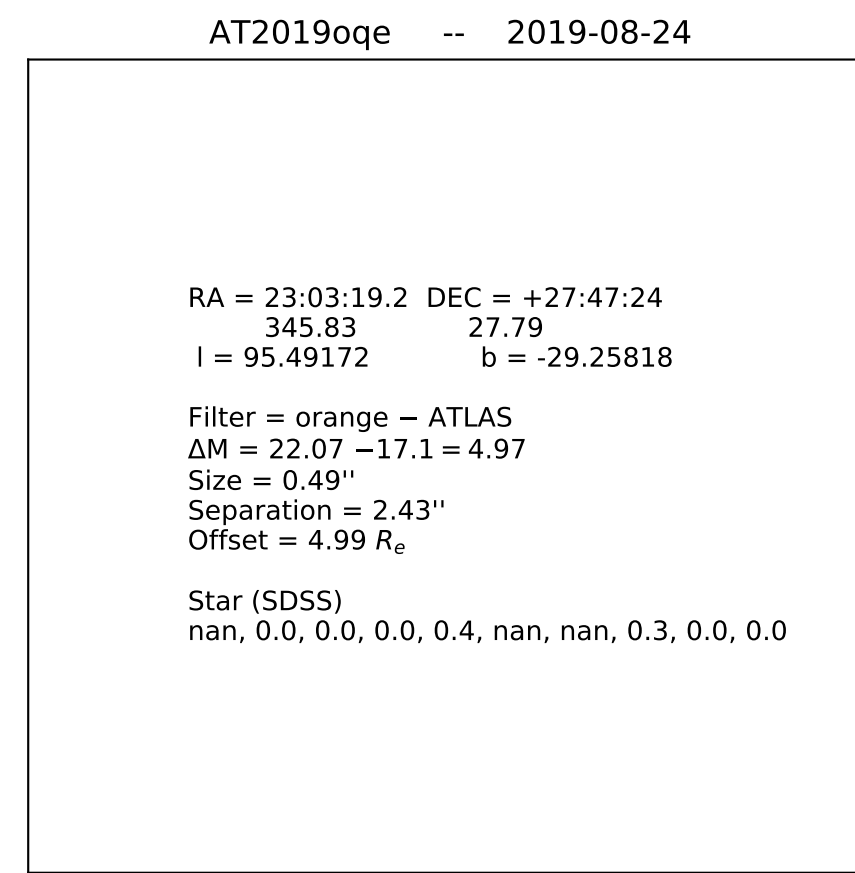 AT2019oqe -- 2019-08-24
RA = 23:03:19.2 DEC = +27:47:24
345.83 27.79
l = 95.49172 b = -29.25818
Filter = orange − ATLAS
ΔM = 22.07 −17.1 = 4.97
Size = 0.49''
Separation = 2.43''
Offset = 4.99 Re
Star (SDSS)
nan, 0.0, 0.0, 0.0, 0.4, nan, nan, 0.3, 0.0, 0.0